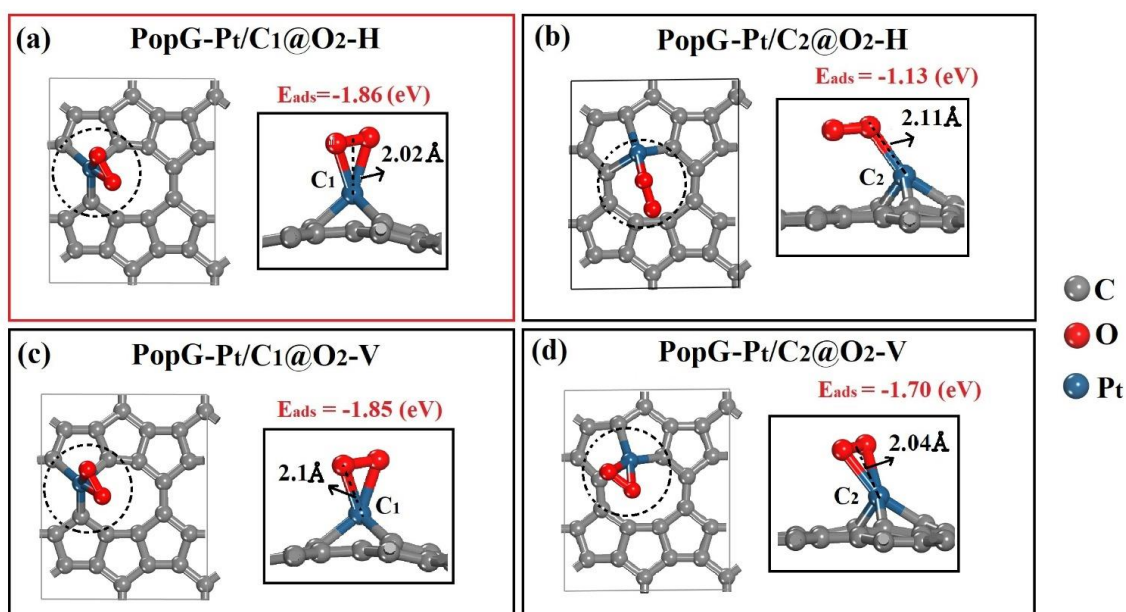 (a) PopG-Pt/C1@O2-H
Eads=-1.86 (eV)
C1
2.02Å
(b) PopG-Pt/C2@O2-H
Eads = -1.13 (eV)
2.11Å
C2
(c) PopG-Pt/C1@O2-V
Eads = -1.85 (eV)
2.1Å
C1
(d) PopG-Pt/C2@O2-V
Eads = -1.70 (eV)
2.04Å
C2
C
O
Pt